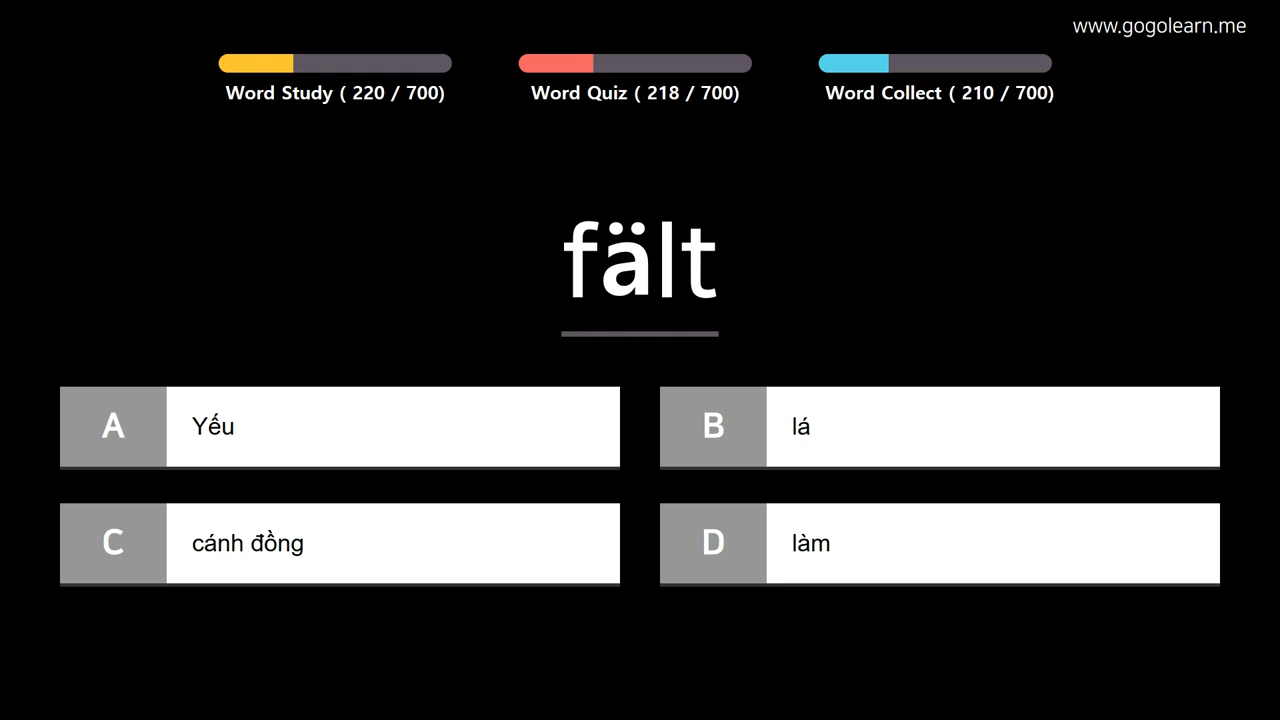 www.gogolearn.me
Word Study ( 220 / 700)
Word Quiz ( 218 / 700)
Word Collect ( 210 / 700)
fält
A
Yếu
B
lá
C
cánh đồng
D
làm